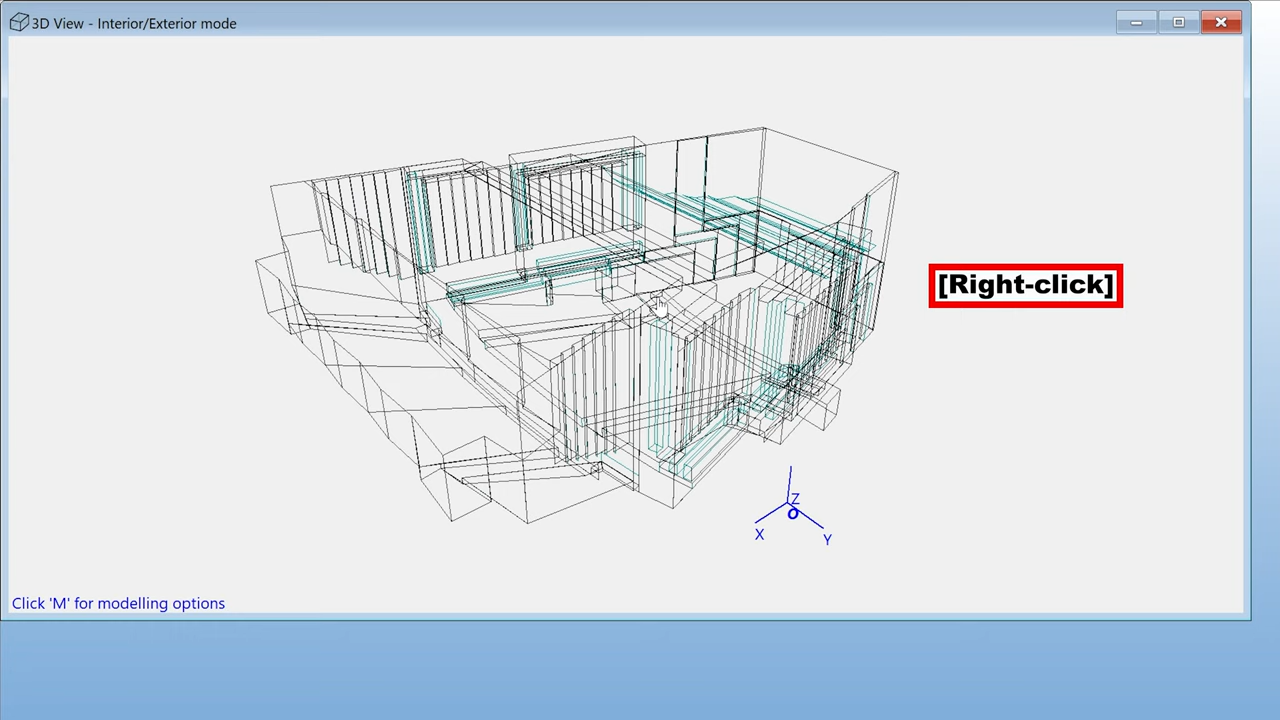 3D View - Interior/Exterior mode
[Right-click]
Z
O
X
Y
Click 'M' for modelling options